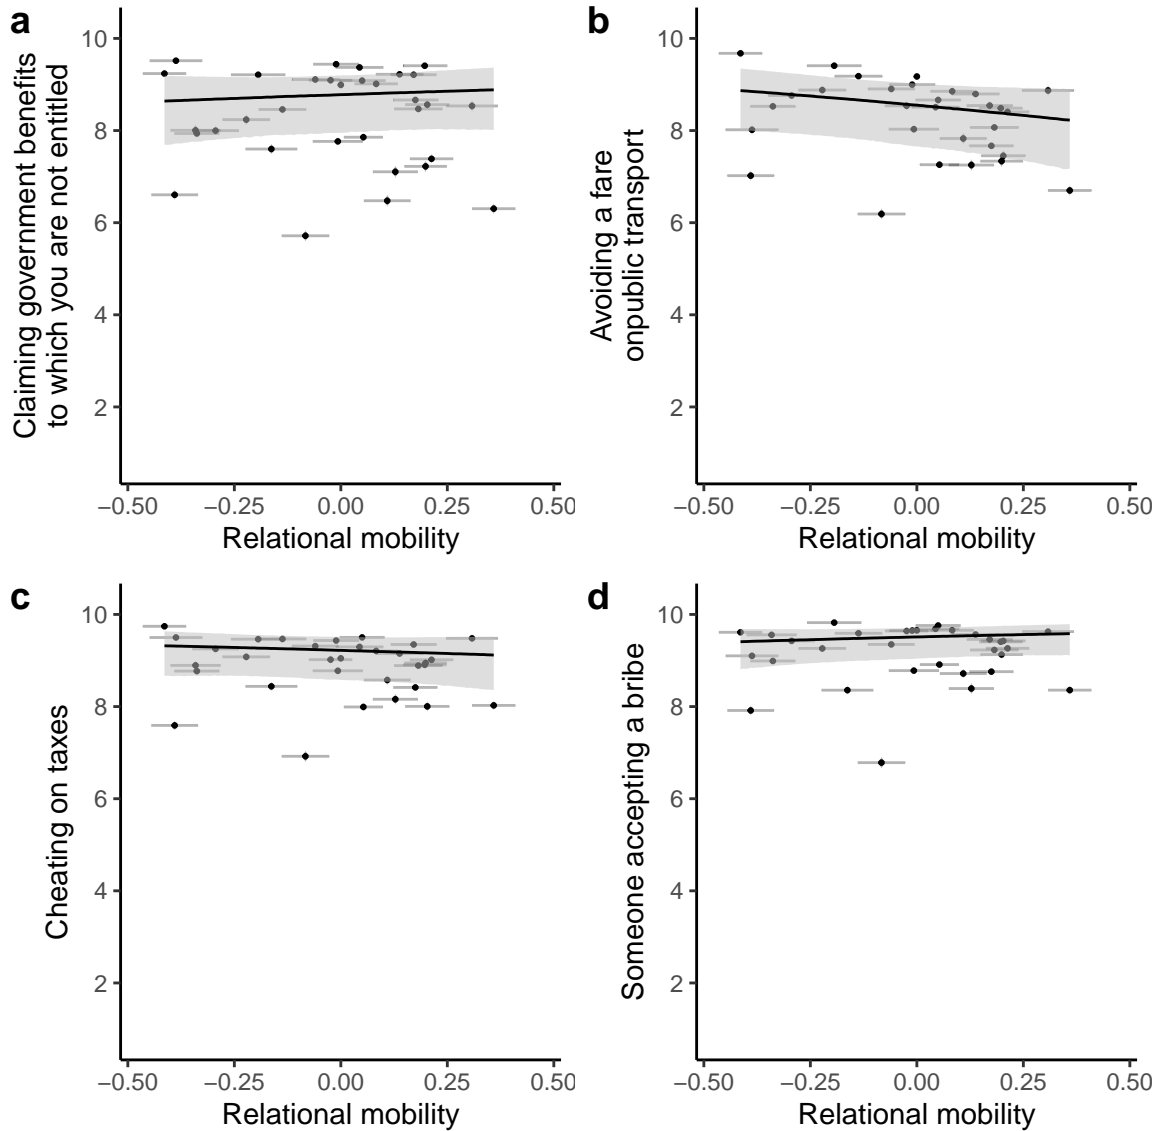 a
Claiming government benefits
to which you are not entitled
10
8
6
4
2
−0.50 −0.25 0.00 0.25 0.50
Relational mobility
b
Avoiding a fare
onpublic transport
10
8
6
4
2
−0.50 −0.25 0.00 0.25 0.50
Relational mobility
c
Cheating on taxes
10
8
6
4
2
−0.50 −0.25 0.00 0.25 0.50
Relational mobility
d
Someone accepting a bribe
10
8
6
4
2
−0.50 −0.25 0.00 0.25 0.50
Relational mobility